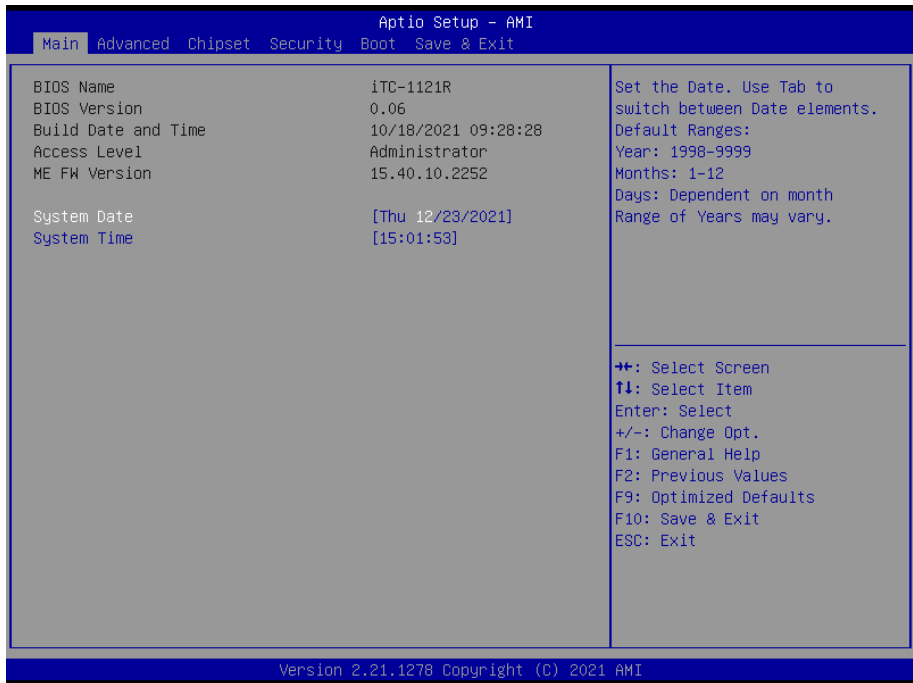 Aptio Setup - AMI
Main Advanced Chipset Security Boot Save & Exit
BIOS Name iTC-1121R
BIOS Version 0.06
Build Date and Time 10/18/2021 09:28:28
Access Level Administrator
ME FW Version 15.40.10.2252
System Date [Thu 12/23/2021]
System Time [15:01:53]
Set the Date. Use Tab to
switch between Date elements.
Default Ranges:
Year: 1998-9999
Months: 1-12
Days: Dependent on month
Range of Years may vary.
→←: Select Screen
↑↓: Select Item
Enter: Select
+/-: Change Opt.
F1: General Help
F2: Previous Values
F9: Optimized Defaults
F10: Save & Exit
ESC: Exit
Version 2.21.1278 Copyright (C) 2021 AMI